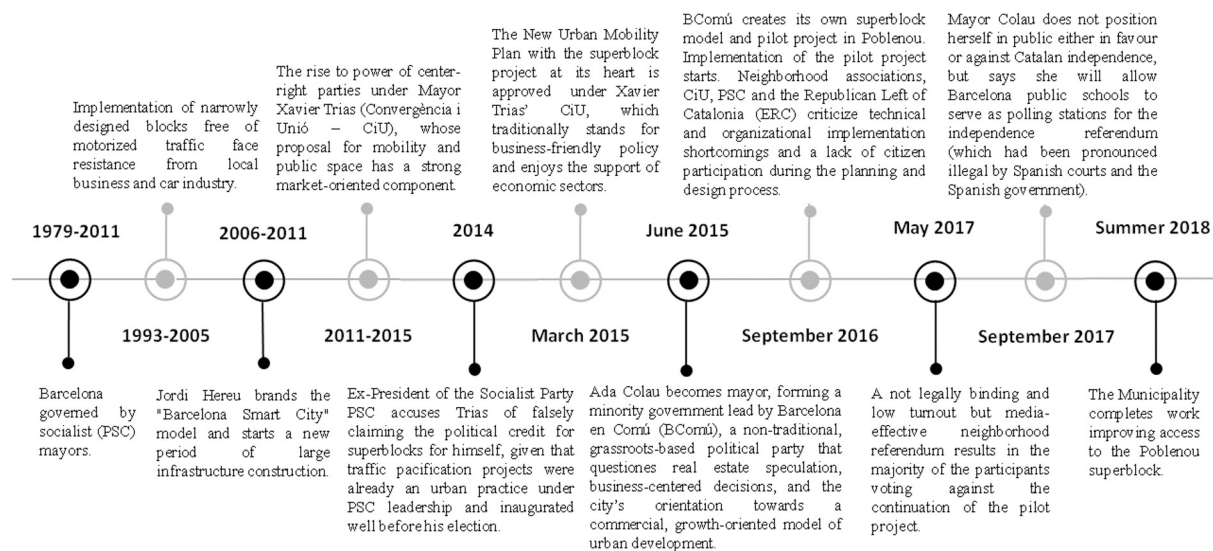 Implementation of narrowly
designed blocks free of
motorized traffic face
resistance from local
business and car industry.
The rise to power of center-
right parties under Mayor
Xavier Trias (Convergència i
Unió – CiU), whose
proposal for mobility and
public space has a strong
market-oriented component.
The New Urban Mobility
Plan with the superblock
project at its heart is
approved under Xavier
Trias’ CiU, which
traditionally stands for
business-friendly policy
and enjoys the support of
economic sectors.
BComú creates its own superblock
model and pilot project in Poblenou.
Implementation of the pilot project
starts. Neighborhood associations,
CiU, PSC and the Republican Left of
Catalonia (ERC) criticize technical
and organizational implementation
shortcomings and a lack of citizen
participation during the planning and
design process.
Mayor Colau does not position
herself in public either in favour
or against Catalan independence,
but says she will allow
Barcelona public schools to
serve as polling stations for the
independence referendum
(which had been pronounced
illegal by Spanish courts and the
Spanish government).
1979-2011
2006-2011
2014
June 2015
May 2017
Summer 2018
1993-2005
2011-2015
March 2015
September 2016
September 2017
Barcelona
governed by
socialist (PSC)
mayors.
Jordi Hereu brands the
"Barcelona Smart City"
model and starts a new
period of large
infrastructure construction.
Ex-President of the Socialist Party
PSC accuses Trias of falsely
claiming the political credit for
superblocks for himself, given that
traffic pacification projects were
already an urban practice under
PSC leadership and inaugurated
well before his election.
Ada Colau becomes mayor, forming a
minority government lead by Barcelona
en Comú (BComú), a non-traditional,
grassroots-based political party that
questiones real estate speculation,
business-centered decisions, and the
city’s orientation towards a
commercial, growth-oriented model of
urban development.
A not legally binding and
low turnout but media-
effective neighborhood
referendum results in the
majority of the participants
voting against the
continuation of the pilot
project.
The Municipality
completes work
improving access
to the Poblenou
superblock.